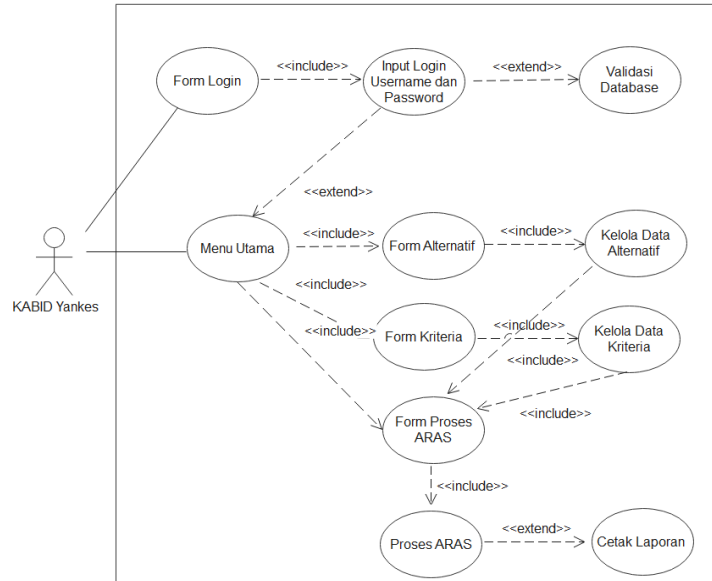 <<include>>
<<extend>>
Form Login
Input Login
Username dan
Password
Validasi
Database
<<extend>>
<<include>>
<<include>>
Menu Utama
Form Alternatif
Kelola Data
Alternatif
KABID Yankes
<<include>>
<<include>>
<<include>>
Form Kriteria
Kelola Data
Kriteria
<<include>>
<<include>>
Form Proses
ARAS
<<include>>
Proses ARAS
<<extend>>
Cetak Laporan